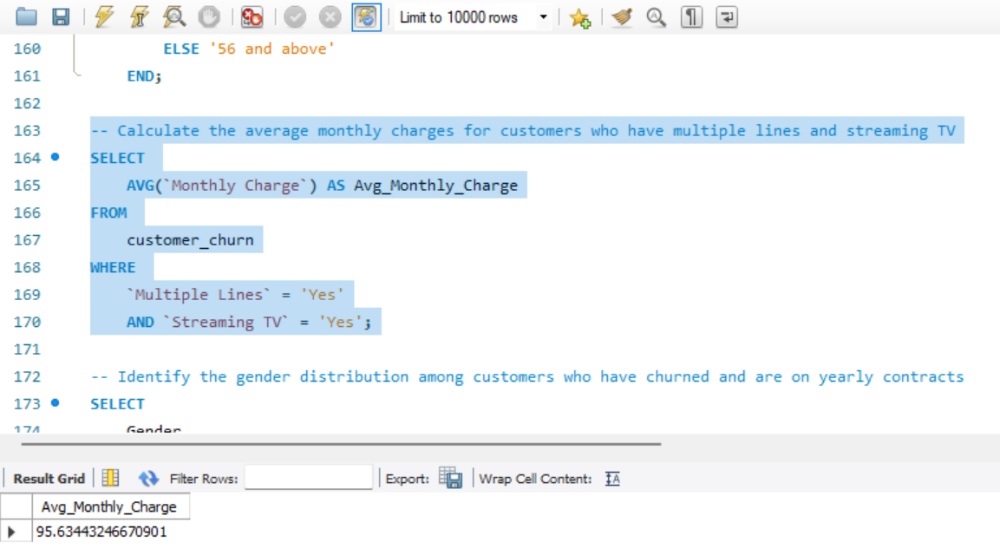 Limit to 10000 rows
160 ELSE '56 and above'
161 END;
162
163 -- Calculate the average monthly charges for customers who have multiple lines and streaming TV
164 SELECT
165 AVG(`Monthly Charge`) AS Avg_Monthly_Charge
166 FROM
167 customer_churn
168 WHERE
169 `Multiple Lines` = 'Yes'
170 AND `Streaming TV` = 'Yes';
171
172 -- Identify the gender distribution among customers who have churned and are on yearly contracts
173 SELECT
174 Gender
Result Grid Filter Rows: Export: Wrap Cell Content:
Avg_Monthly_Charge
95.63443246670901